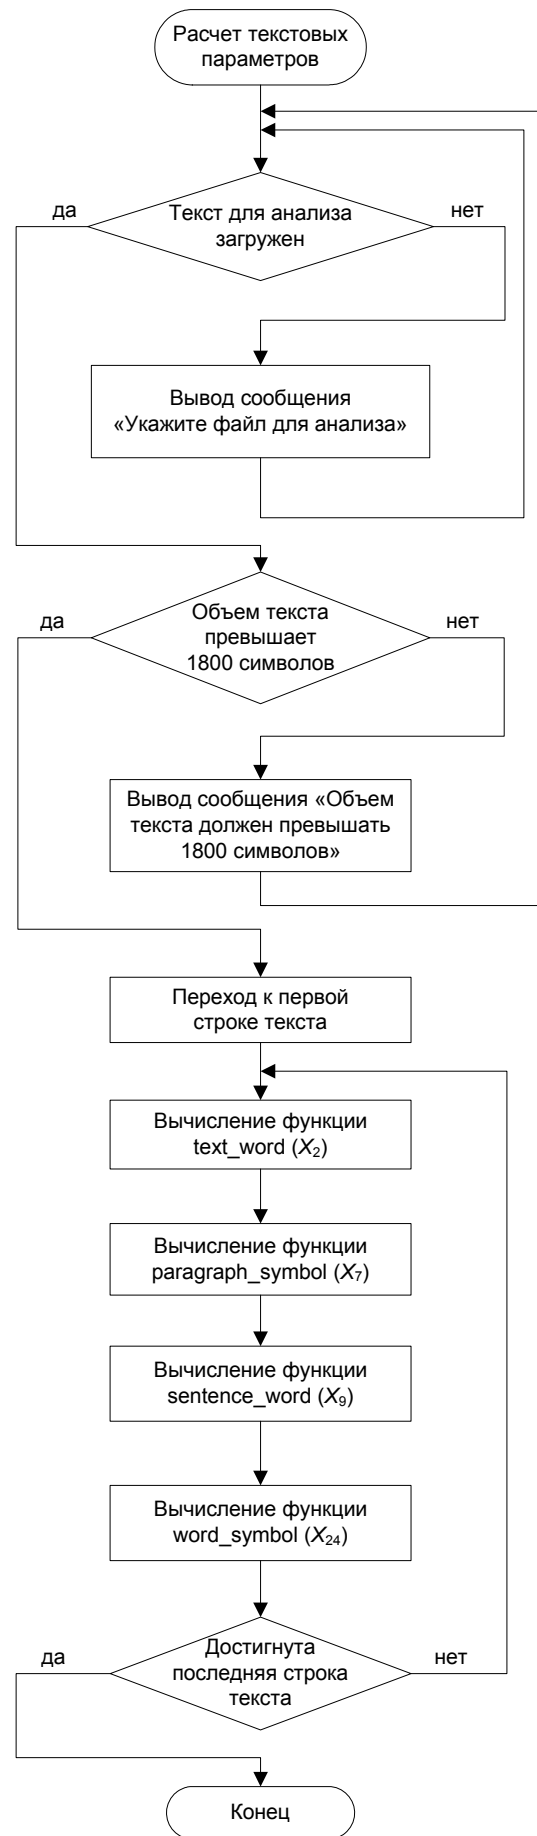 Расчет текстовых
параметров
да
Текст для анализа
загружен
нет
Вывод сообщения
«Укажите файл для анализа»
да
Объем текста
превышает
1800 символов
нет
Вывод сообщения «Объем
текста должен превышать
1800 символов»
Переход к первой
строке текста
Вычисление функции
text_word (X₂)
Вычисление функции
paragraph_symbol (X₇)
Вычисление функции
sentence_word (X₉)
Вычисление функции
word_symbol (X₂₄)
да
Достигнута
последняя строка
текста
нет
Конец